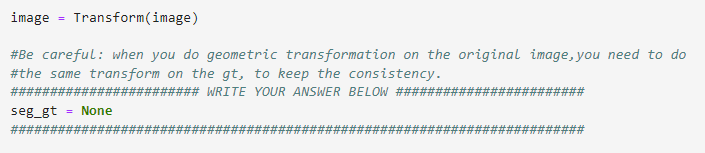 image = Transform(image)
#Be careful: when you do geometric transformation on the original image,you need to do
#the same transform on the gt, to keep the consistency.
######################## WRITE YOUR ANSWER BELOW ########################
seg_gt = None
#########################################################################